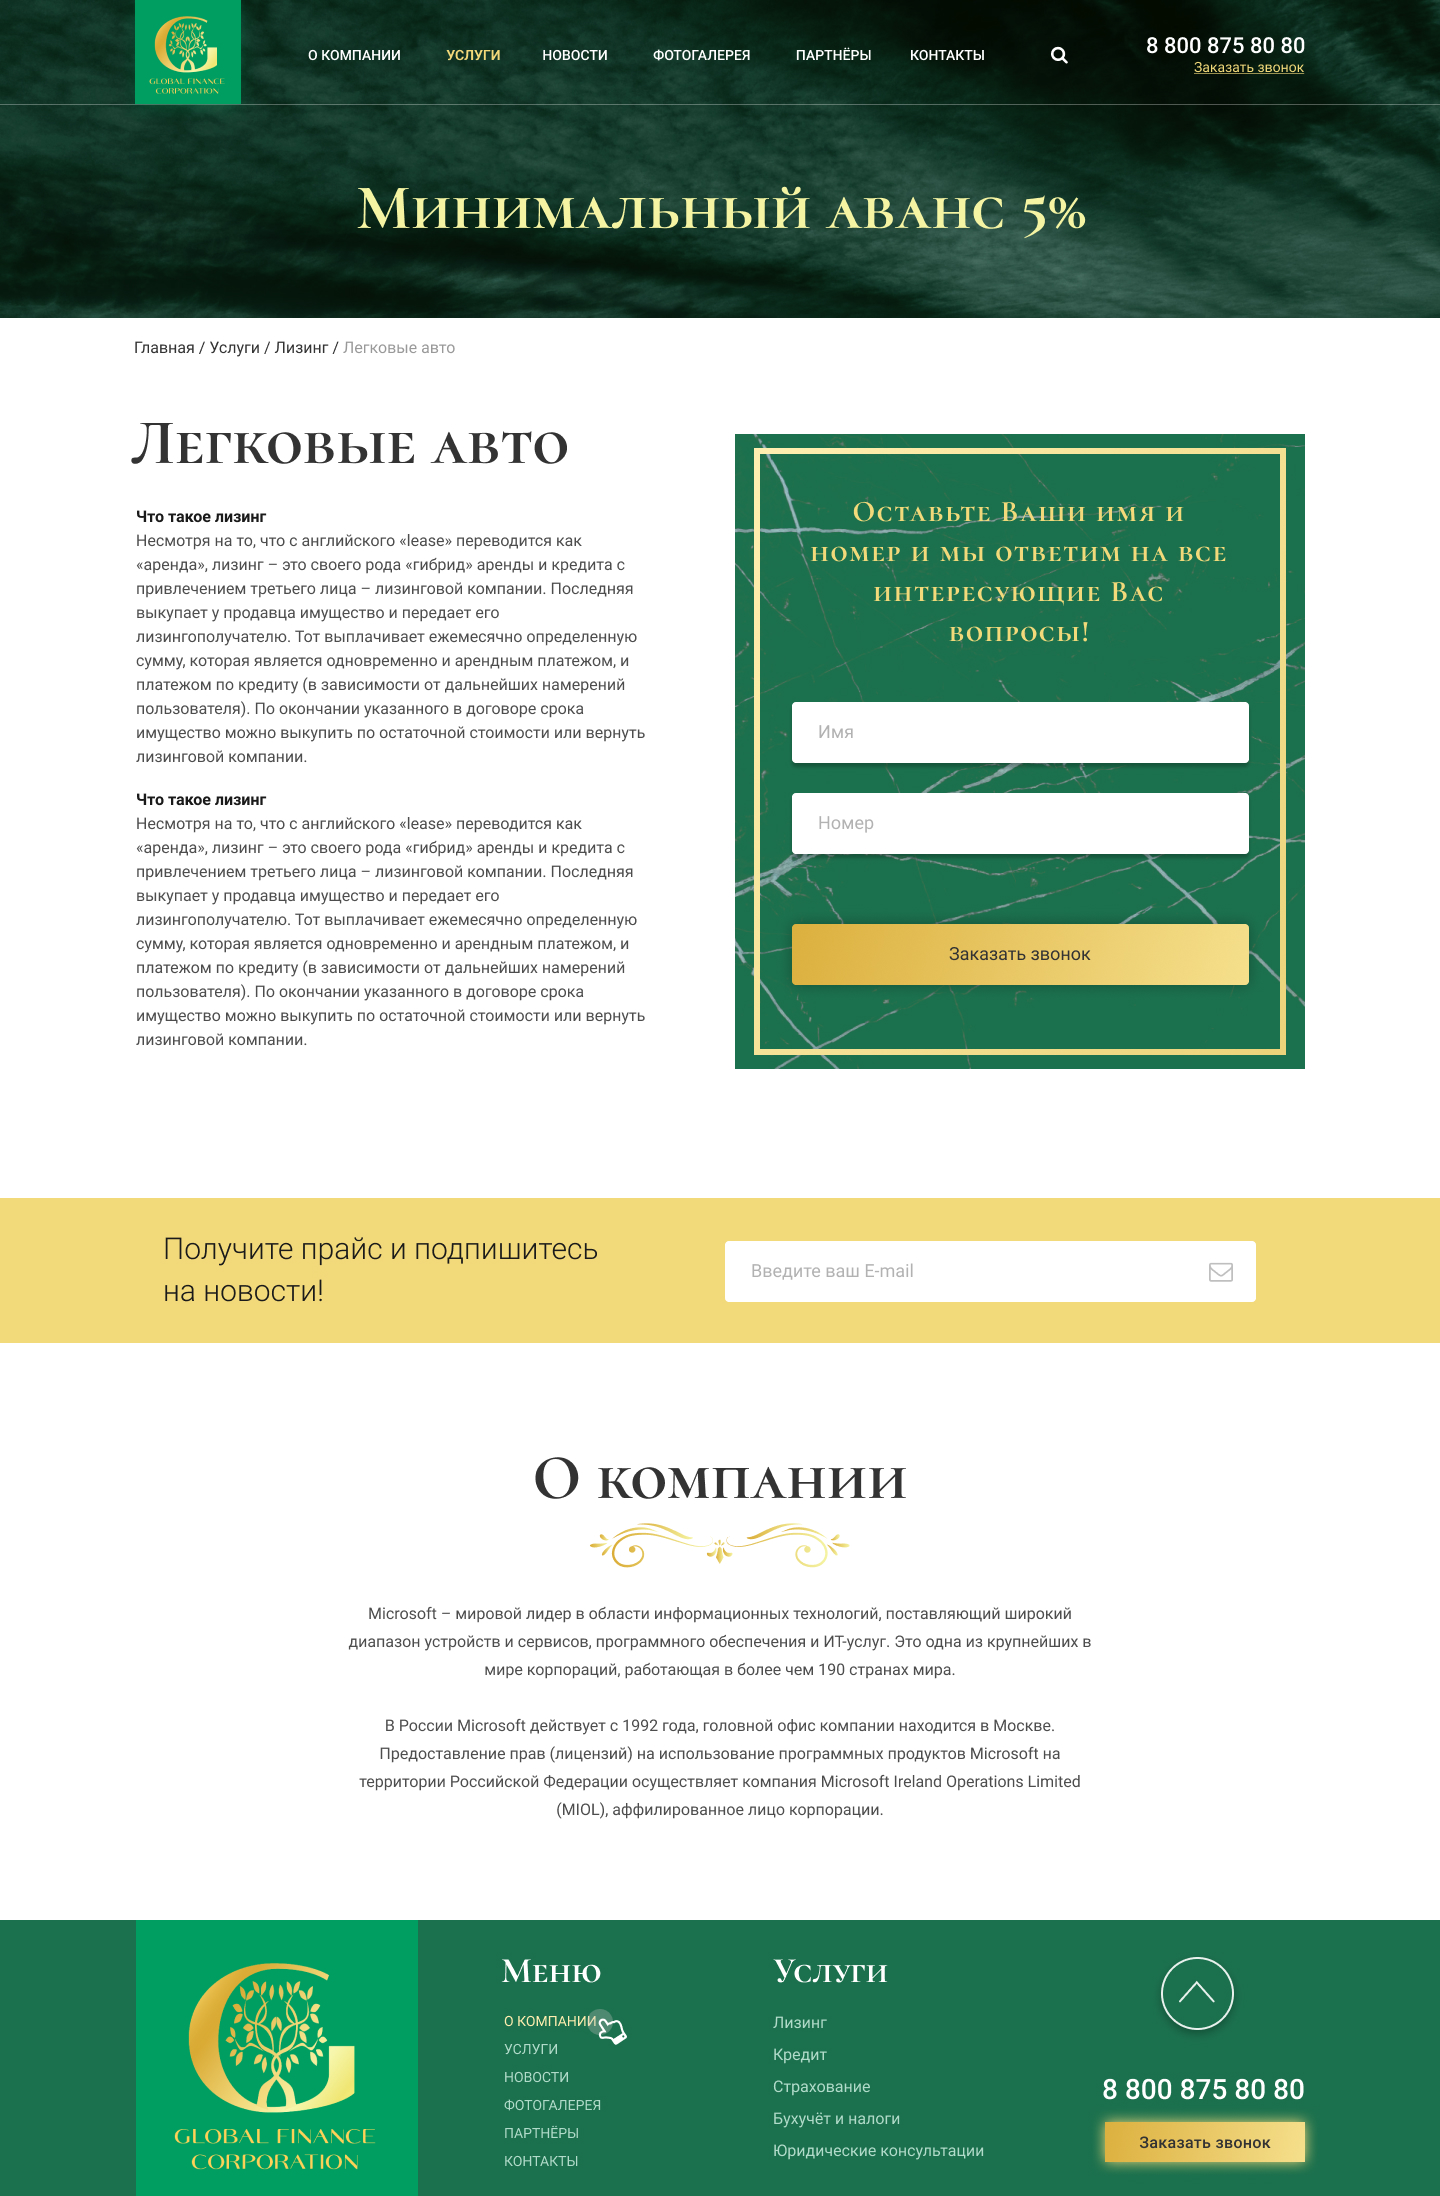 GLOBAL FINANCE
CORPORATION
О КОМПАНИИ УСЛУГИ НОВОСТИ ФОТОГАЛЕРЕЯ ПАРТНЁРЫ КОНТАКТЫ
8 800 875 80 80
Заказать звонок
Минимальный аванс 5%
Главная / Услуги / Лизинг / Легковые авто
Легковые авто
Что такое лизинг
Несмотря на то, что с английского «lease» переводится как
«аренда», лизинг – это своего рода «гибрид» аренды и кредита с
привлечением третьего лица – лизинговой компании. Последняя
выкупает у продавца имущество и передает его
лизингополучателю. Тот выплачивает ежемесячно определенную
сумму, которая является одновременно и арендным платежом, и
платежом по кредиту (в зависимости от дальнейших намерений
пользователя). По окончании указанного в договоре срока
имущество можно выкупить по остаточной стоимости или вернуть
лизинговой компании.
Что такое лизинг
Несмотря на то, что с английского «lease» переводится как
«аренда», лизинг – это своего рода «гибрид» аренды и кредита с
привлечением третьего лица – лизинговой компании. Последняя
выкупает у продавца имущество и передает его
лизингополучателю. Тот выплачивает ежемесячно определенную
сумму, которая является одновременно и арендным платежом, и
платежом по кредиту (в зависимости от дальнейших намерений
пользователя). По окончании указанного в договоре срока
имущество можно выкупить по остаточной стоимости или вернуть
лизинговой компании.
Оставьте Ваши имя и
номер и мы ответим на все
интересующие Вас
вопросы!
Имя
Номер
Заказать звонок
Получите прайс и подпишитесь
на новости!
Введите ваш E-mail
О компании
Microsoft – мировой лидер в области информационных технологий, поставляющий широкий
диапазон устройств и сервисов, программного обеспечения и ИТ-услуг. Это одна из крупнейших в
мире корпораций, работающая в более чем 190 странах мира.
В России Microsoft действует с 1992 года, головной офис компании находится в Москве.
Предоставление прав (лицензий) на использование программных продуктов Microsoft на
территории Российской Федерации осуществляет компания Microsoft Ireland Operations Limited
(MIOL), аффилированное лицо корпорации.
GLOBAL FINANCE
CORPORATION
Меню
О КОМПАНИИ
УСЛУГИ
НОВОСТИ
ФОТОГАЛЕРЕЯ
ПАРТНЁРЫ
КОНТАКТЫ
Услуги
Лизинг
Кредит
Страхование
Бухучёт и налоги
Юридические консультации
8 800 875 80 80
Заказать звонок